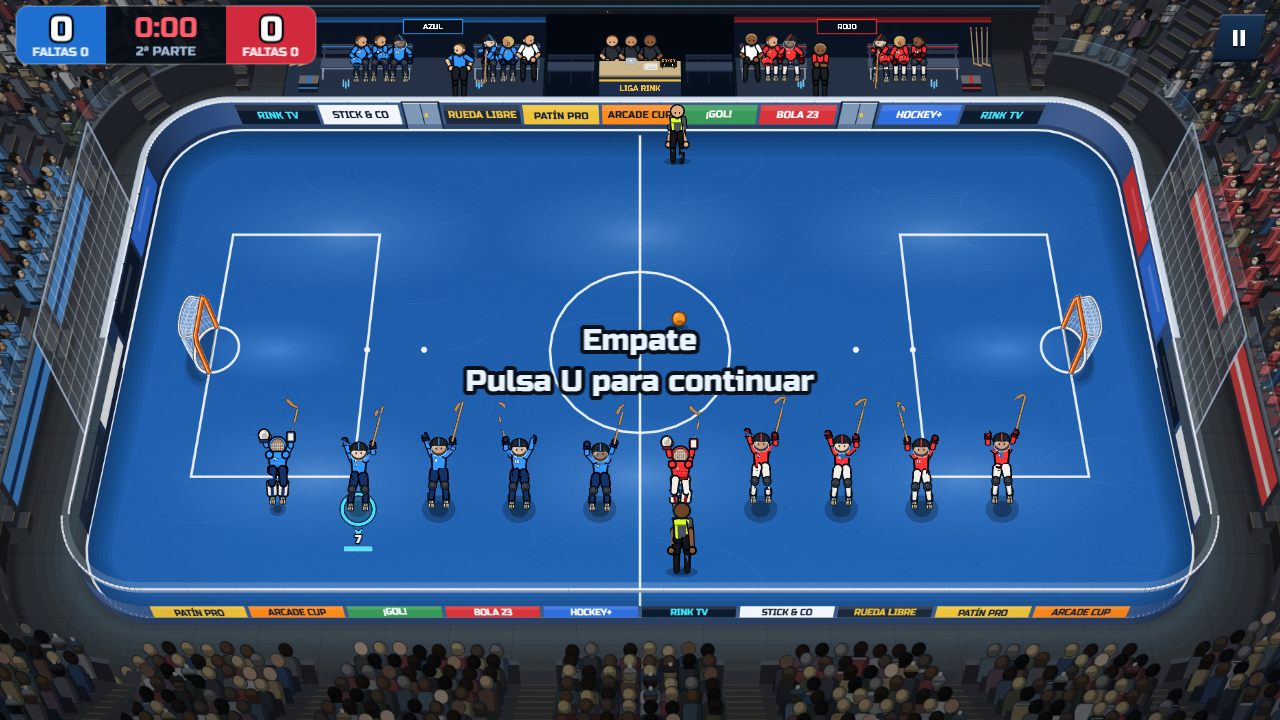 0
FALTAS 0
0:00
2ª PARTE
0
FALTAS 0
AZUL
ROJO
LIGA RINK
RINK TV
STICK & CO
RUEDA LIBRE
PATÍN PRO
ARCADE CUP
¡GOL!
BOLA 23
HOCKEY+
RINK TV
Empate
Pulsa U para continuar
7
PATÍN PRO
ARCADE CUP
¡GOL!
BOLA 23
HOCKEY+
RINK TV
STICK & CO
RUEDA LIBRE
PATÍN PRO
ARCADE CUP